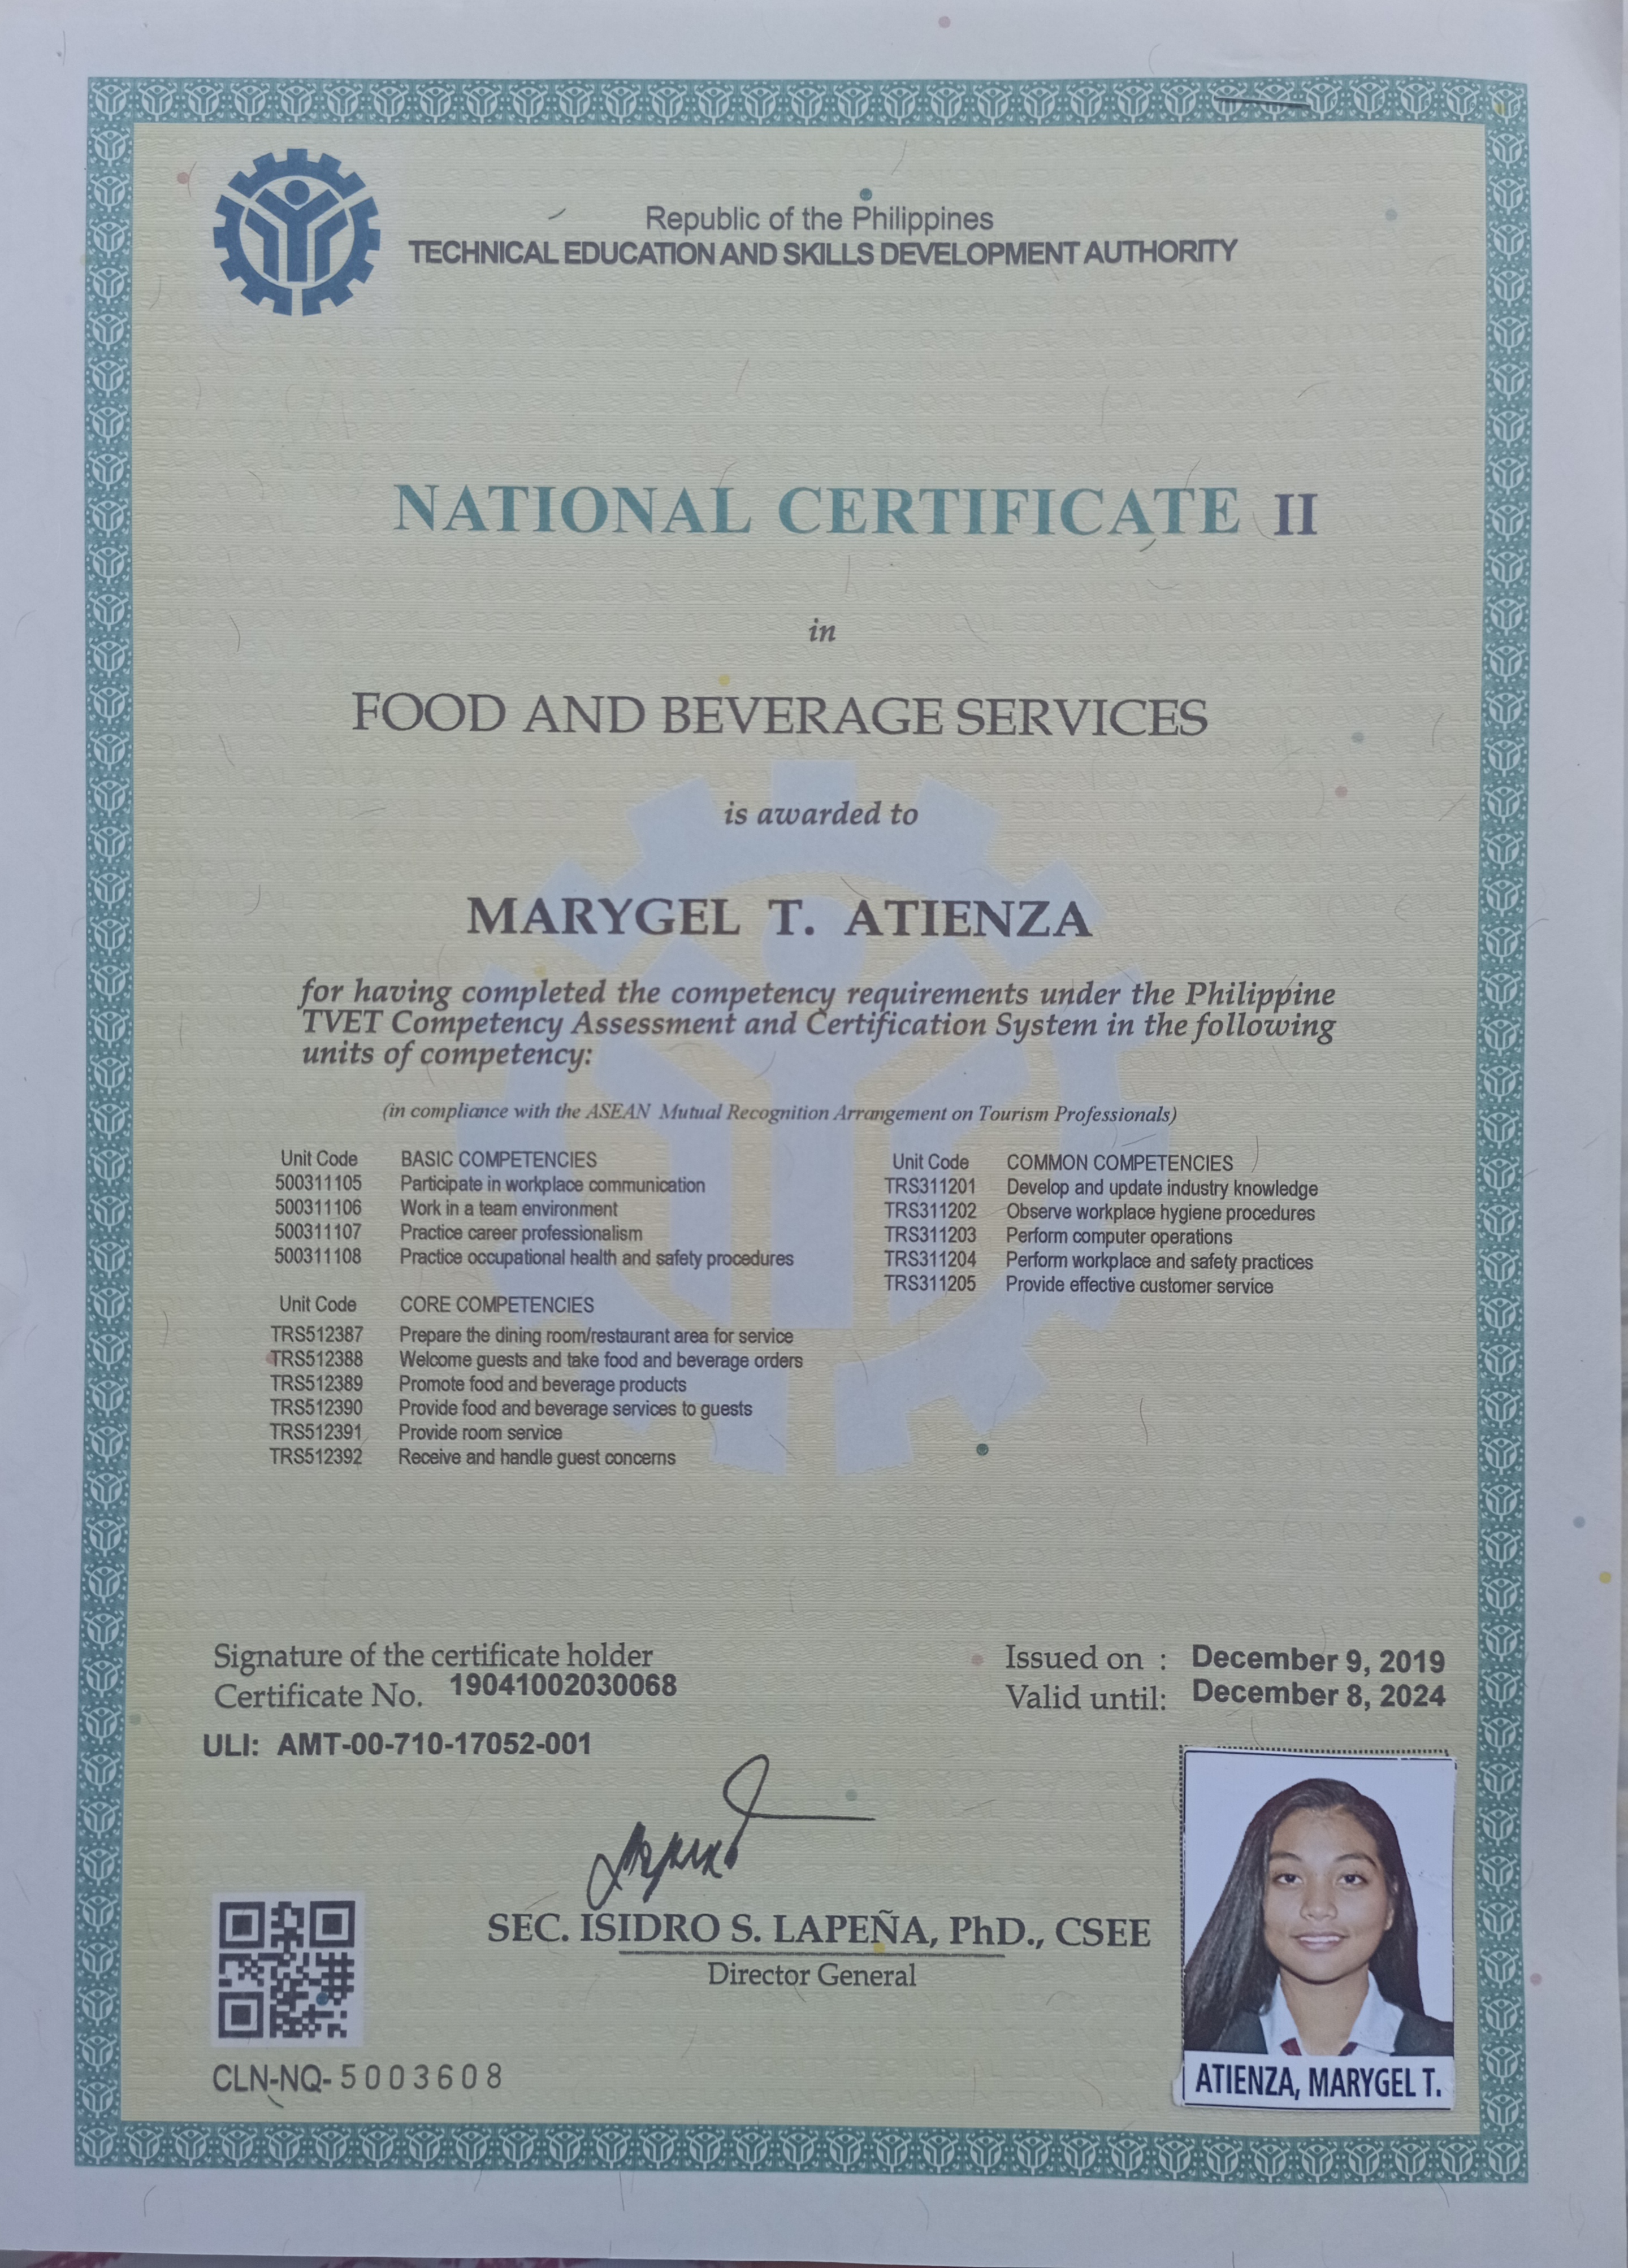 Republic of the Philippines
TECHNICAL EDUCATION AND SKILLS DEVELOPMENT AUTHORITY
NATIONAL CERTIFICATE II
in
FOOD AND BEVERAGE SERVICES
is awarded to
MARYGEL T. ATIENZA
for having completed the competency requirements under the Philippine
TVET Competency Assessment and Certification System in the following
units of competency:
(in compliance with the ASEAN Mutual Recognition Arrangement on Tourism Professionals)
Unit Code BASIC COMPETENCIES
500311105 Participate in workplace communication
500311106 Work in a team environment
500311107 Practice career professionalism
500311108 Practice occupational health and safety procedures
Unit Code COMMON COMPETENCIES
TRS311201 Develop and update industry knowledge
TRS311202 Observe workplace hygiene procedures
TRS311203 Perform computer operations
TRS311204 Perform workplace and safety practices
TRS311205 Provide effective customer service
Unit Code CORE COMPETENCIES
TRS512387 Prepare the dining room/restaurant area for service
TRS512388 Welcome guests and take food and beverage orders
TRS512389 Promote food and beverage products
TRS512390 Provide food and beverage services to guests
TRS512391 Provide room service
TRS512392 Receive and handle guest concerns
Signature of the certificate holder
Certificate No. 19041002030068
ULI: AMT-00-710-17052-001
Issued on : December 9, 2019
Valid until: December 8, 2024
SEC. ISIDRO S. LAPEÑA, PhD., CSEE
Director General
CLN-NQ- 5003608
ATIENZA, MARYGEL T.